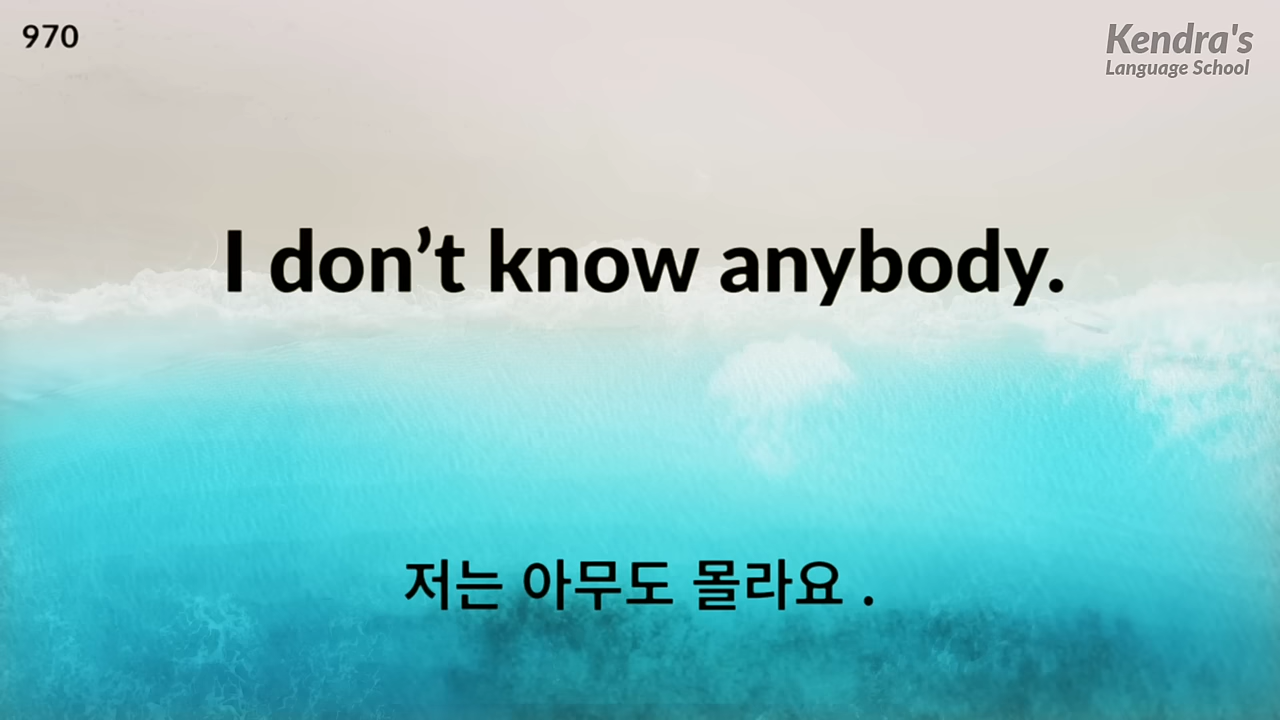 970
Kendra's
Language School
I don’t know anybody.
저는 아무도 몰라요 .